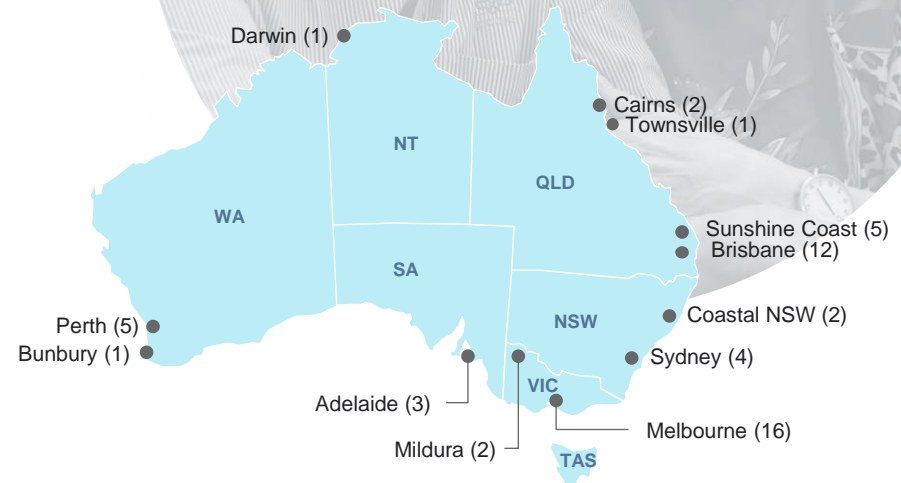 Darwin (1)
Cairns (2)
Townsville (1)
NT
QLD
WA
Sunshine Coast (5)
Brisbane (12)
SA
Perth (5)
NSW
Coastal NSW (2)
Bunbury (1)
Sydney (4)
VIC
Adelaide (3)
Melbourne (16)
Mildura (2)
TAS